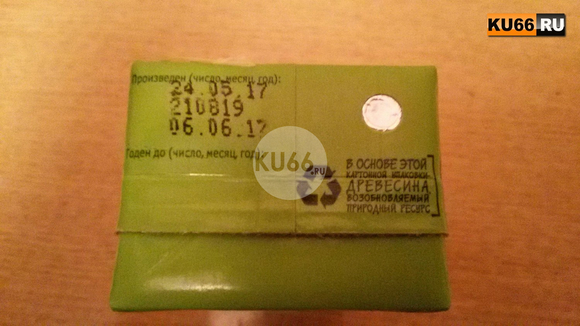 KU66.RU
Произведен (число, месяц, год):
24.05.17
210819
06.06.17
Годен до (число, месяц, год):
KU66
.RU
В ОСНОВЕ ЭТОЙ
КАРТОННОЙ УПАКОВКИ-
ДРЕВЕСИНА
ВОЗОБНОВЛЯЕМЫЙ
ПРИРОДНЫЙ РЕСУРС